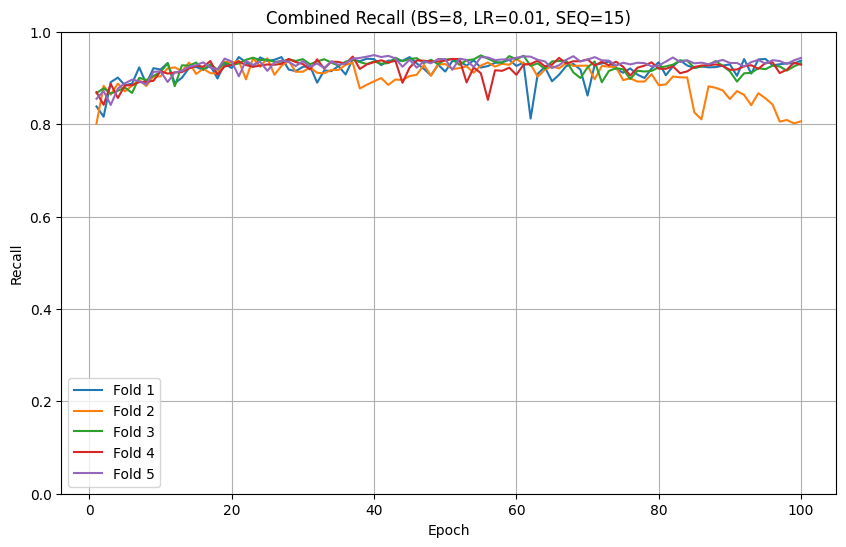 Combined Recall (BS=8, LR=0.01, SEQ=15)
Recall
1.0
0.8
0.6
0.4
0.2
0.0
Fold 1
Fold 2
Fold 3
Fold 4
Fold 5
0 20 40 60 80 100
Epoch